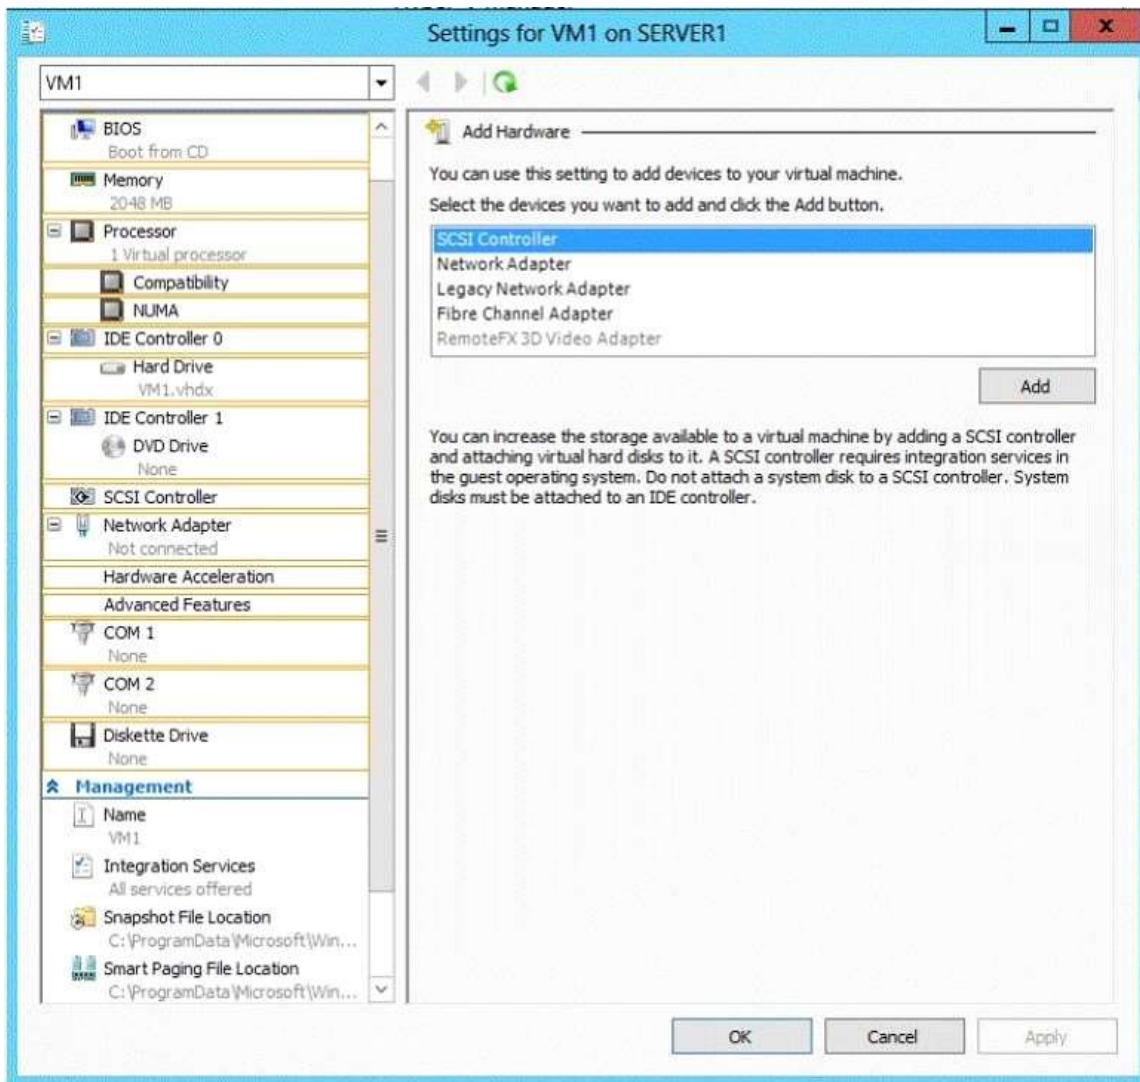 Settings for VM1 on SERVER1
VM1
BIOS
Boot from CD
Memory
2048 MB
Processor
1 Virtual processor
Compatibility
NUMA
IDE Controller 0
Hard Drive
VM1.vhdx
IDE Controller 1
DVD Drive
None
SCSI Controller
Network Adapter
Not connected
Hardware Acceleration
Advanced Features
COM 1
None
COM 2
None
Diskette Drive
None
Management
Name
VM1
Integration Services
All services offered
Snapshot File Location
C:\ProgramData\Microsoft\Win...
Smart Paging File Location
C:\ProgramData\Microsoft\Win...
Add Hardware
You can use this setting to add devices to your virtual machine.
Select the devices you want to add and click the Add button.
SCSI Controller
Network Adapter
Legacy Network Adapter
Fibre Channel Adapter
RemoteFX 3D Video Adapter
Add
You can increase the storage available to a virtual machine by adding a SCSI controller
and attaching virtual hard disks to it. A SCSI controller requires integration services in
the guest operating system. Do not attach a system disk to a SCSI controller. System
disks must be attached to an IDE controller.
OK
Cancel
Apply